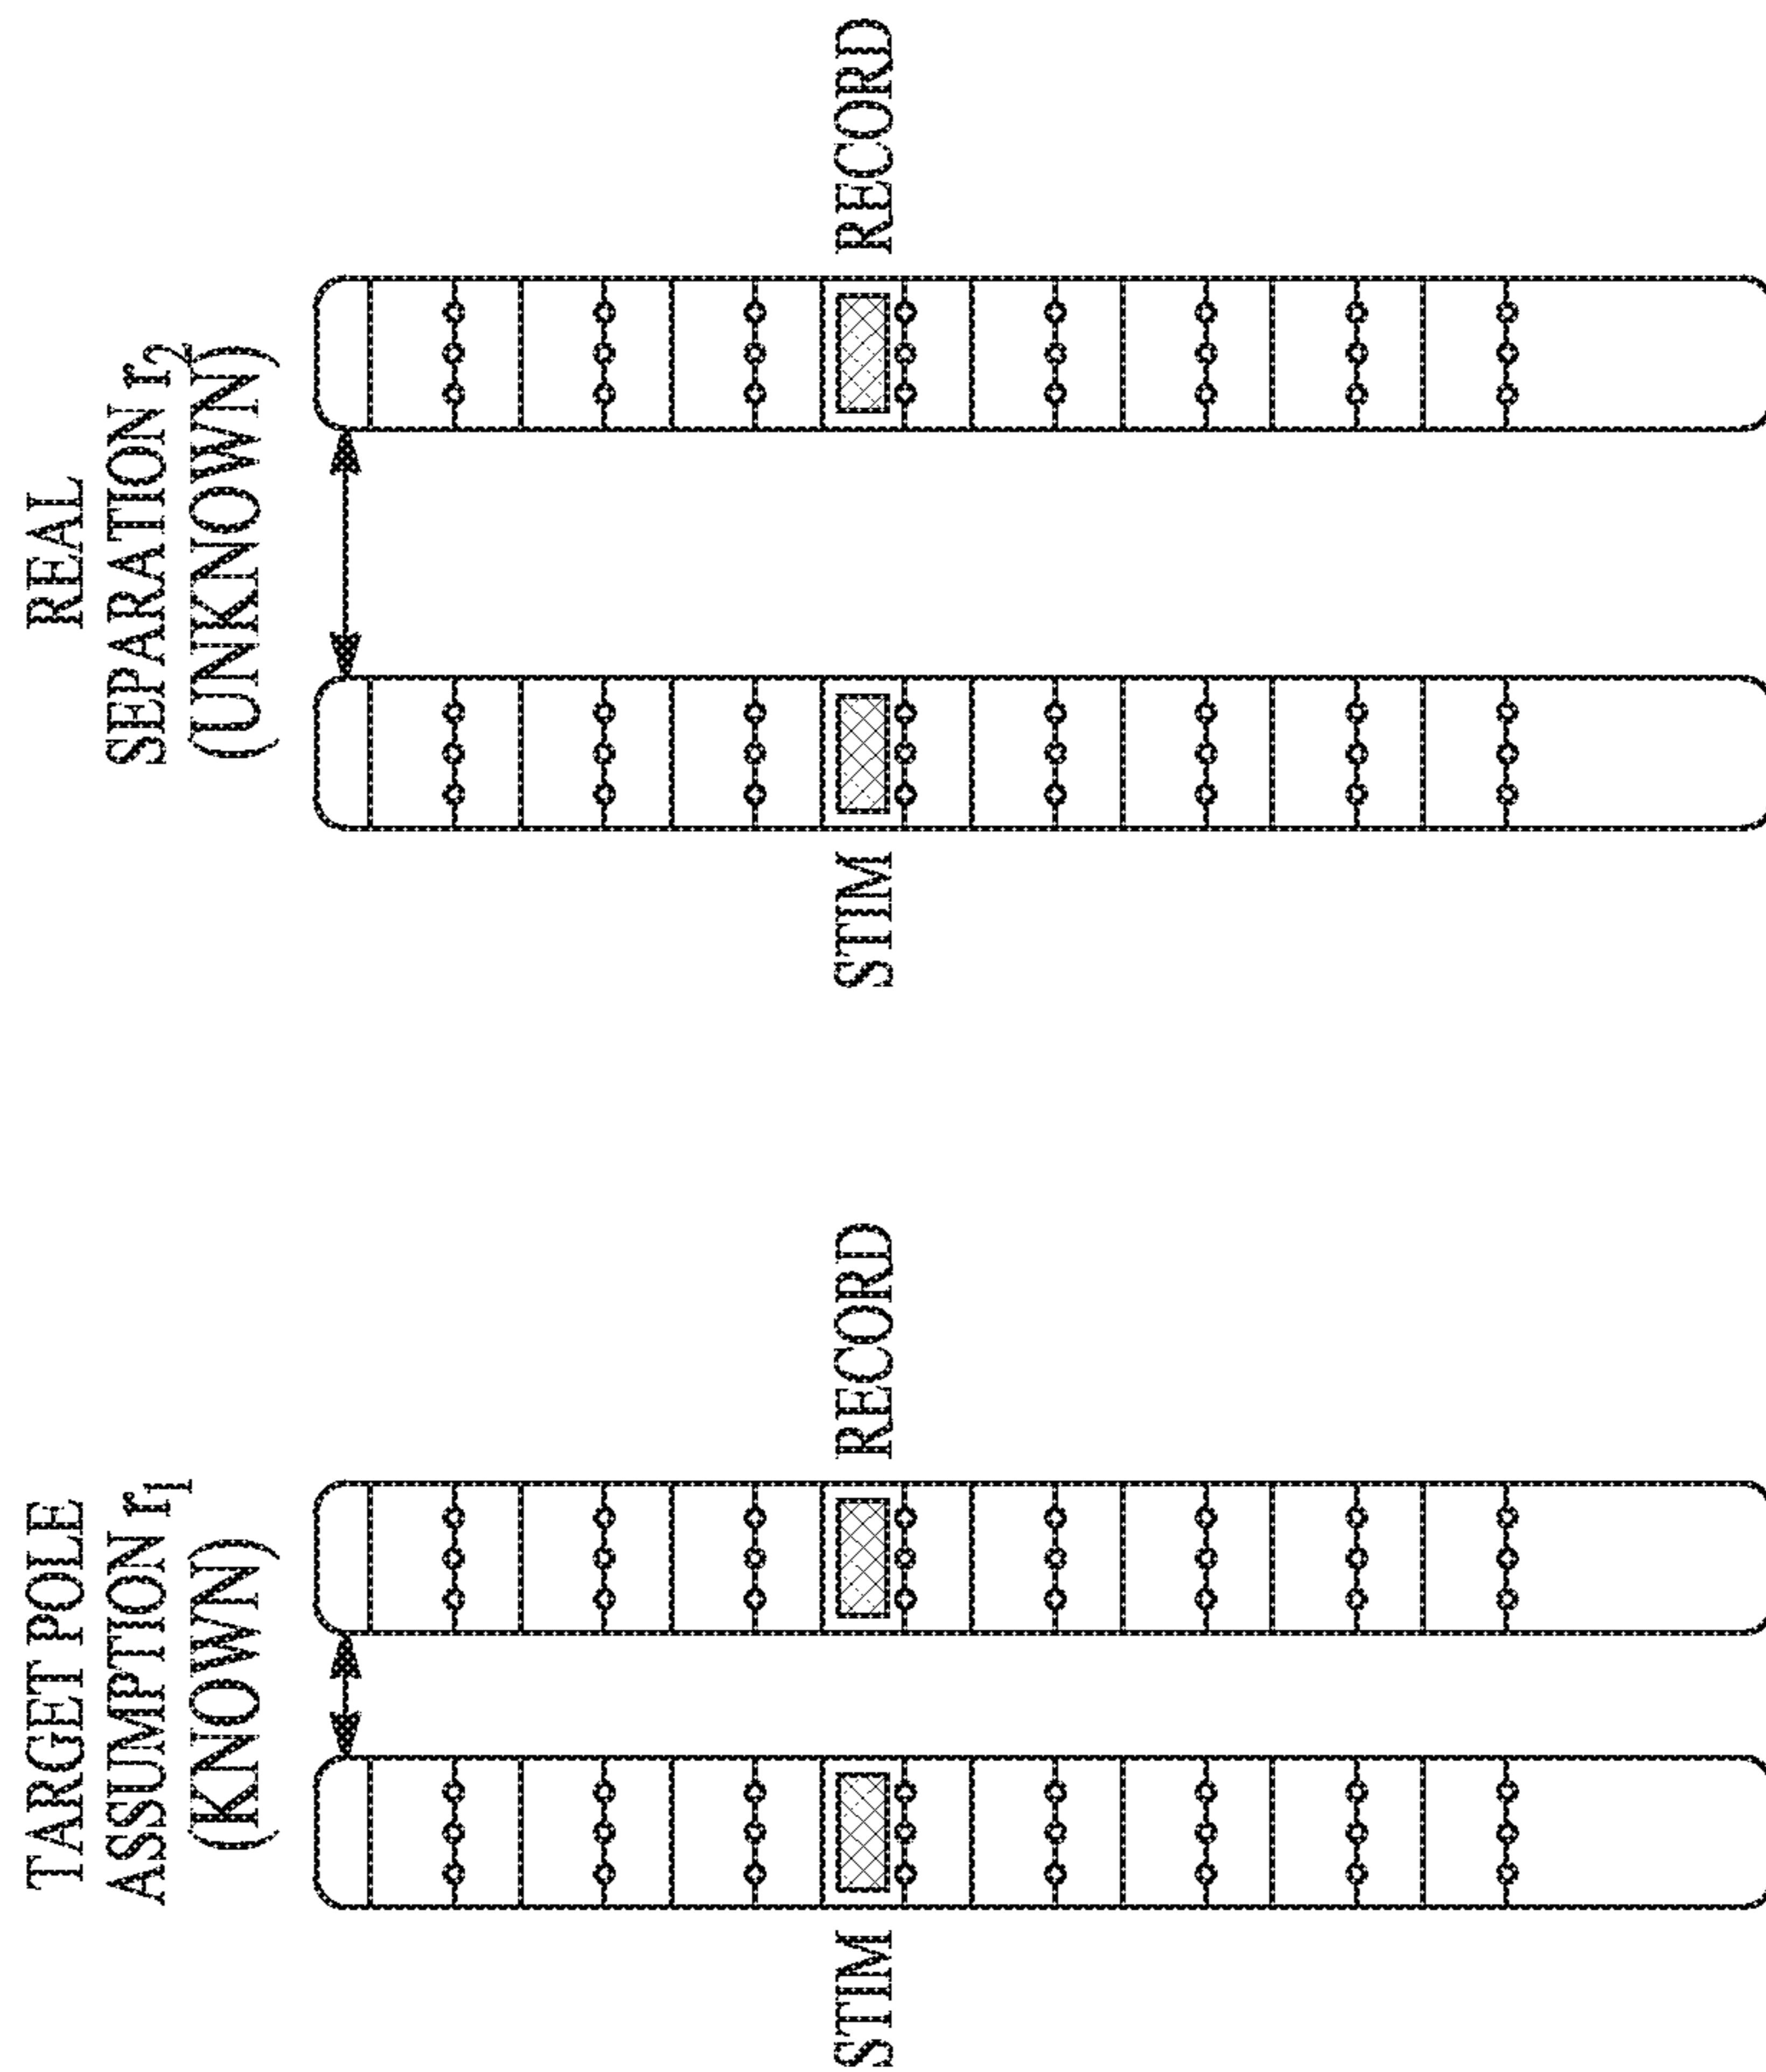 TARGET POLE
ASSUMPTION r1
(KNOWN)
STIM
RECORD
REAL
SEPARATION r2
(UNKNOWN)
STIM
RECORD